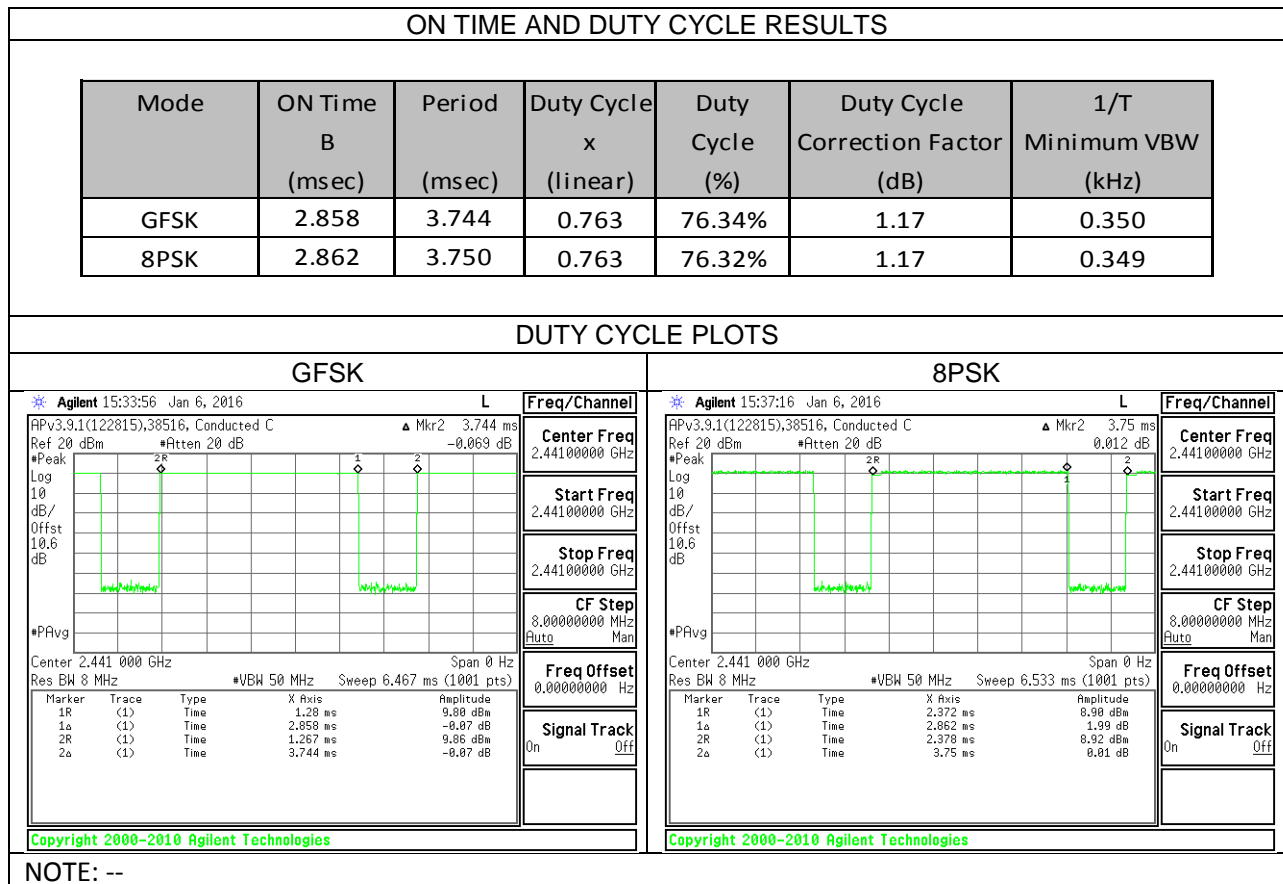 ON TIME AND DUTY CYCLE RESULTS
Mode ON Time Period Duty Cycle Duty Duty Cycle 1/T
B x Cycle Correction Factor Minimum VBW
(msec) (msec) (linear) (%) (dB) (kHz)
GFSK 2.858 3.744 0.763 76.34% 1.17 0.350
8PSK 2.862 3.750 0.763 76.32% 1.17 0.349
DUTY CYCLE PLOTS
GFSK
Agilent 15:33:56 Jan 6, 2016 L Freq/Channel
APv3.9.1(122815),38516, Conducted C Δ Mkr2 3.744 ms
Ref 20 dBm #Atten 20 dB -0.069 dB
#Peak
Log
10
dB/
Offst
10.6
dB
#PAvg
2R 1 2
Center 2.441 000 GHz Span 0 Hz
Res BW 8 MHz #VBW 50 MHz Sweep 6.467 ms (1001 pts)
Marker Trace Type X Axis Amplitude
1R (1) Time 1.28 ms 9.80 dBm
1Δ (1) Time 2.858 ms -0.07 dB
2R (1) Time 1.267 ms 9.86 dBm
2Δ (1) Time 3.744 ms -0.07 dB
Center Freq
2.44100000 GHz
Start Freq
2.44100000 GHz
Stop Freq
2.44100000 GHz
CF Step
8.00000000 MHz
Auto Man
Freq Offset
0.00000000 Hz
Signal Track
On Off
Copyright 2000-2010 Agilent Technologies
8PSK
Agilent 15:37:16 Jan 6, 2016 L Freq/Channel
APv3.9.1(122815),38516, Conducted C Δ Mkr2 3.75 ms
Ref 20 dBm #Atten 20 dB 0.012 dB
#Peak
Log
10
dB/
Offst
10.6
dB
#PAvg
2R 1 2
Center 2.441 000 GHz Span 0 Hz
Res BW 8 MHz #VBW 50 MHz Sweep 6.533 ms (1001 pts)
Marker Trace Type X Axis Amplitude
1R (1) Time 2.372 ms 8.90 dBm
1Δ (1) Time 2.862 ms 1.99 dB
2R (1) Time 2.378 ms 8.92 dBm
2Δ (1) Time 3.75 ms 0.01 dB
Center Freq
2.44100000 GHz
Start Freq
2.44100000 GHz
Stop Freq
2.44100000 GHz
CF Step
8.00000000 MHz
Auto Man
Freq Offset
0.00000000 Hz
Signal Track
On Off
Copyright 2000-2010 Agilent Technologies
NOTE: --